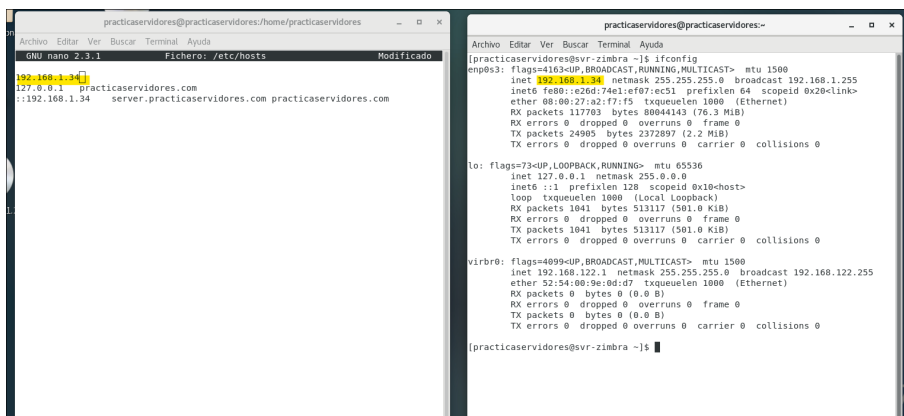 practicaservidores@practicaservidores:/home/practicaservidores
Archivo Editar Ver Buscar Terminal Ayuda
GNU nano 2.3.1 Fichero: /etc/hosts Modificado
192.168.1.34
127.0.0.1 practicaservidores.com
::192.168.1.34 server.practicaservidores.com practicaservidores.com
practicaservidores@practicaservidores:~
Archivo Editar Ver Buscar Terminal Ayuda
[practicaservidores@svr-zimbra ~]$ ifconfig
enp0s3: flags=4163<UP,BROADCAST,RUNNING,MULTICAST> mtu 1500
inet 192.168.1.34 netmask 255.255.255.0 broadcast 192.168.1.255
inet6 fe80::e26d:74e1:ef07:ec51 prefixlen 64 scopeid 0x20<link>
ether 08:00:27:a2:f7:f5 txqueuelen 1000 (Ethernet)
RX packets 117703 bytes 80044143 (76.3 MiB)
RX errors 0 dropped 0 overruns 0 frame 0
TX packets 24905 bytes 2372897 (2.2 MiB)
TX errors 0 dropped 0 overruns 0 carrier 0 collisions 0
lo: flags=73<UP,LOOPBACK,RUNNING> mtu 65536
inet 127.0.0.1 netmask 255.0.0.0
inet6 ::1 prefixlen 128 scopeid 0x10<host>
loop txqueuelen 1000 (Local Loopback)
RX packets 1041 bytes 513117 (501.0 KiB)
RX errors 0 dropped 0 overruns 0 frame 0
TX packets 1041 bytes 513117 (501.0 KiB)
TX errors 0 dropped 0 overruns 0 carrier 0 collisions 0
virbr0: flags=4099<UP,BROADCAST,MULTICAST> mtu 1500
inet 192.168.122.1 netmask 255.255.255.0 broadcast 192.168.122.255
ether 52:54:00:9e:0d:d7 txqueuelen 1000 (Ethernet)
RX packets 0 bytes 0 (0.0 B)
RX errors 0 dropped 0 overruns 0 frame 0
TX packets 0 bytes 0 (0.0 B)
TX errors 0 dropped 0 overruns 0 carrier 0 collisions 0
[practicaservidores@svr-zimbra ~]$